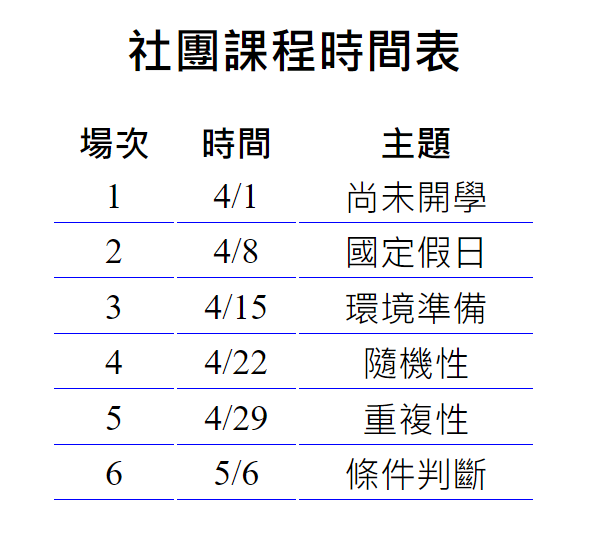 社團課程時間表
場次 時間 主題
1 4/1 尚未開學
2 4/8 國定假日
3 4/15 環境準備
4 4/22 隨機性
5 4/29 重複性
6 5/6 條件判斷